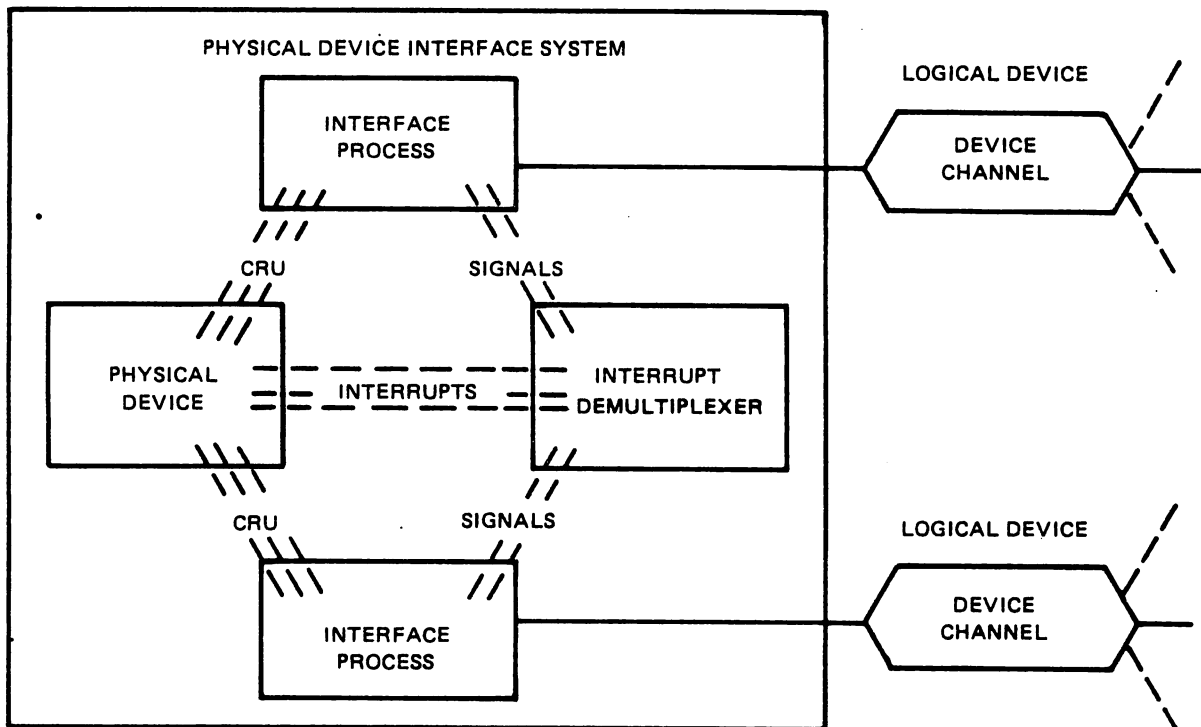 PHYSICAL DEVICE INTERFACE SYSTEM
LOGICAL DEVICE
INTERFACE
PROCESS
DEVICE
CHANNEL
CRU
SIGNALS
PHYSICAL
DEVICE
INTERRUPTS
INTERRUPT
DEMULTIPLEXER
CRU
SIGNALS
LOGICAL DEVICE
INTERFACE
PROCESS
DEVICE
CHANNEL